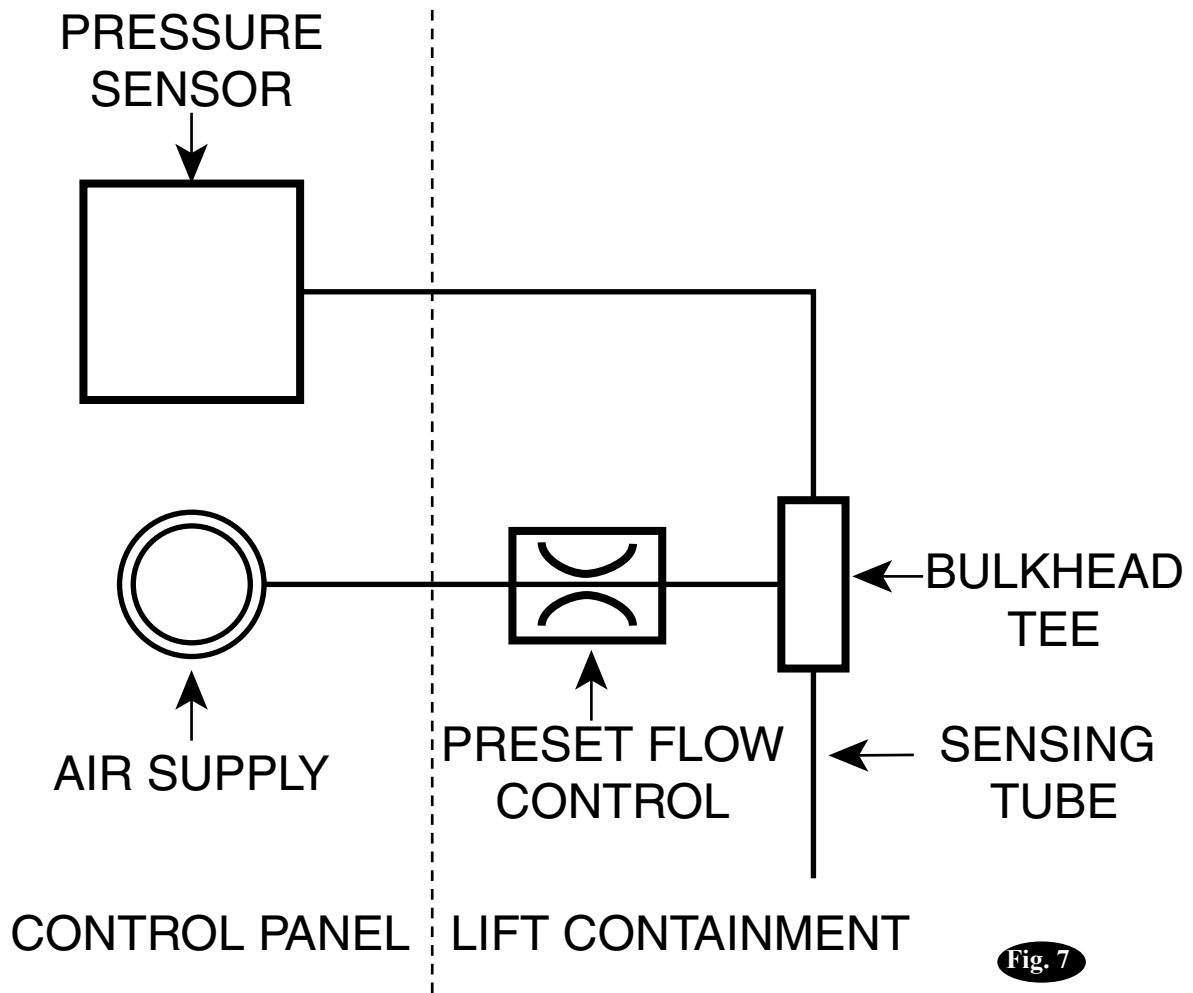 PRESSURE
SENSOR
BULKHEAD
TEE
AIR SUPPLY
PRESET FLOW
CONTROL
SENSING
TUBE
CONTROL PANEL
LIFT CONTAINMENT
Fig. 7